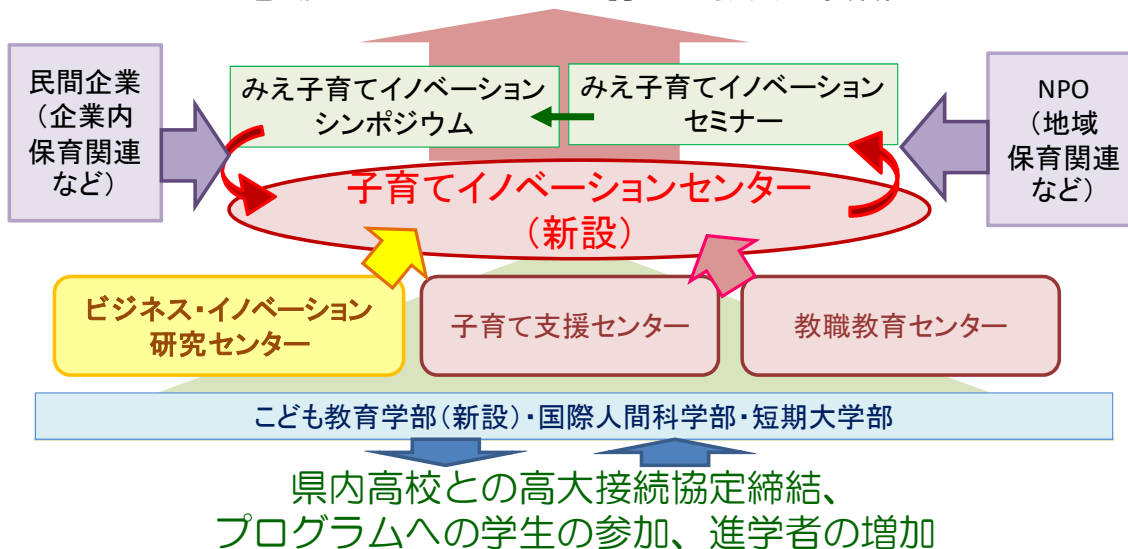 民間企業
（企業内
保育関連
など）
みえ子育てイノベーション
シンポジウム
みえ子育てイノベーション
セミナー
NPO
（地域
保育関連
など）
子育てイノベーションセンター
（新設）
ビジネス・イノベーション
研究センター
子育て支援センター
教職教育センター
こども教育学部（新設）・国際人間科学部・短期大学部
県内高校との高大接続協定締結、
プログラムへの学生の参加、進学者の増加